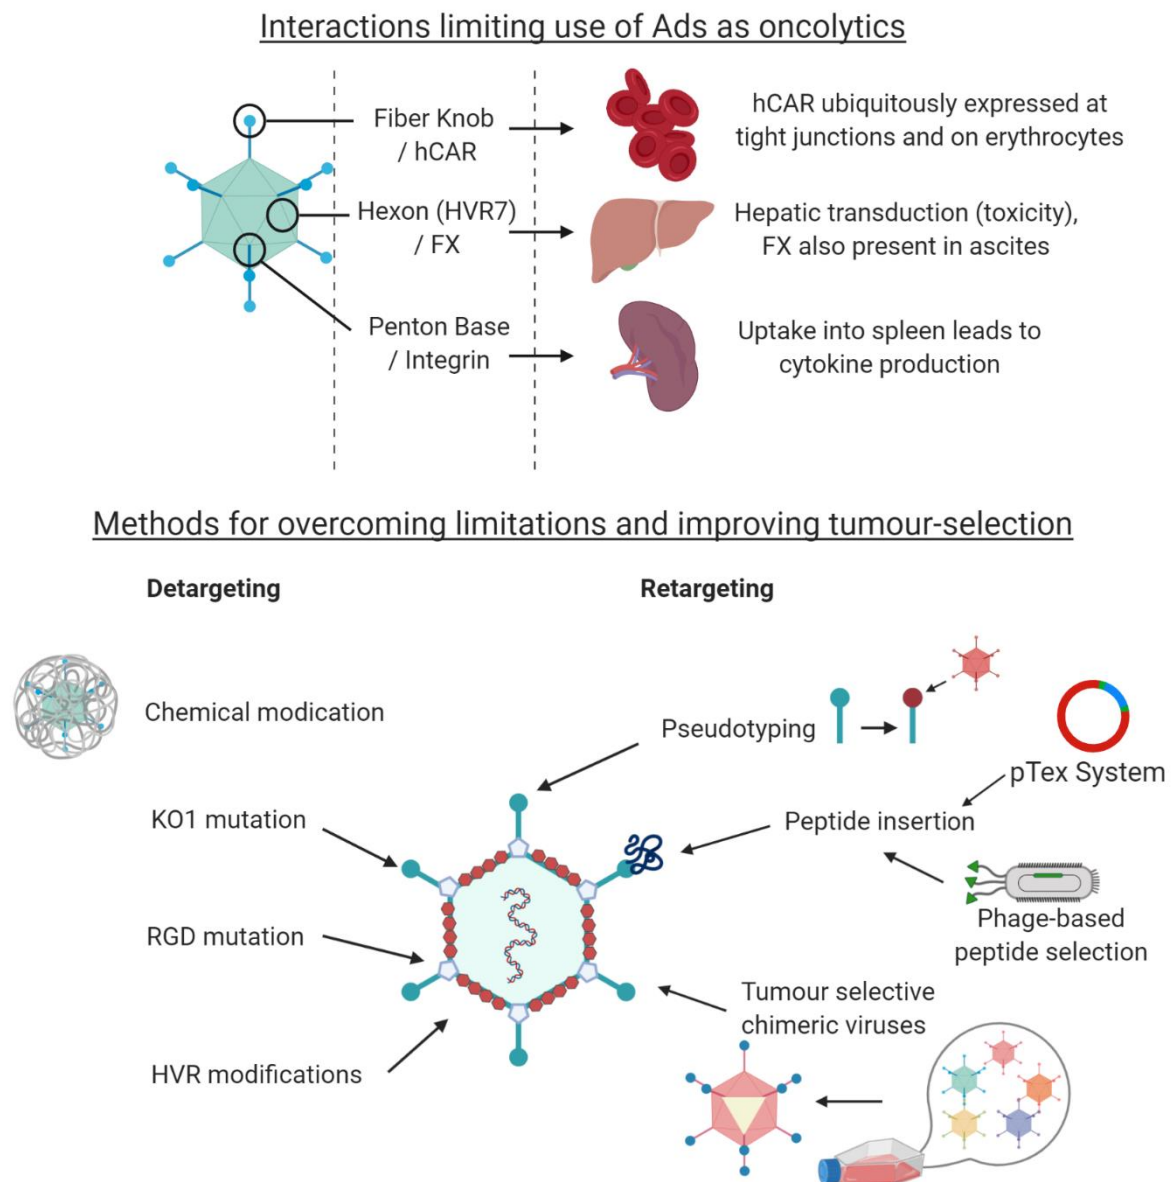 Interactions limiting use of Ads as oncolytics
Fiber Knob
/ hCAR
hCAR ubiquitously expressed at
tight junctions and on erythrocytes
Hexon (HVR7)
/ FX
Hepatic transduction (toxicity),
FX also present in ascites
Penton Base
/ Integrin
Uptake into spleen leads to
cytokine production
Methods for overcoming limitations and improving tumour-selection
Detargeting
Retargeting
Chemical modication
KO1 mutation
RGD mutation
HVR modifications
Pseudotyping
pTex System
Peptide insertion
Phage-based
peptide selection
Tumour selective
chimeric viruses